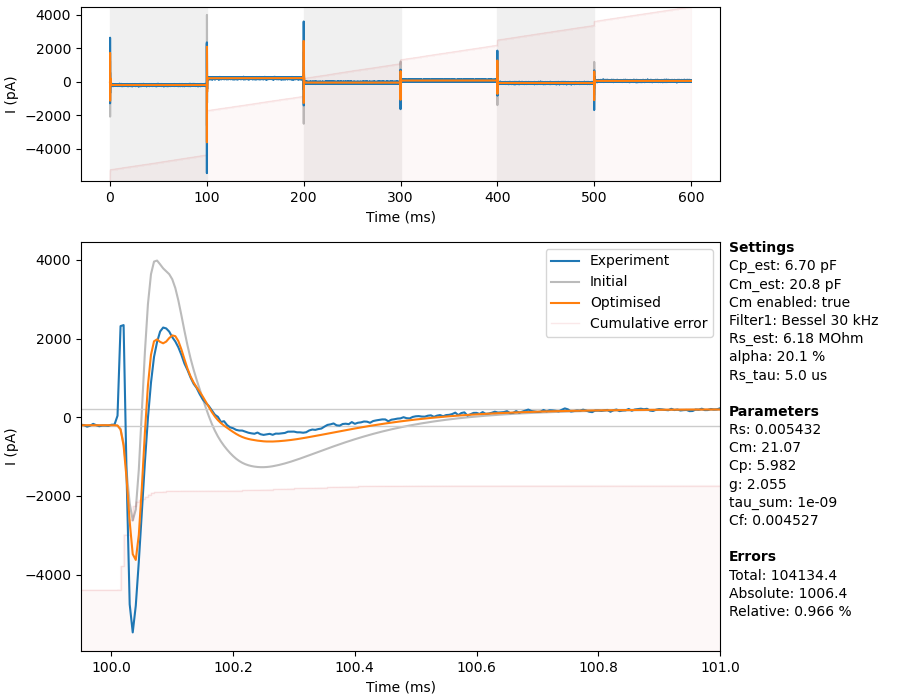 4000
2000
0
−2000
−4000
I (pA)
0 100 200 300 400 500 600
Time (ms)
4000
2000
0
−2000
−4000
I (pA)
100.0 100.2 100.4 100.6 100.8 101.0
Time (ms)
Experiment
Initial
Optimised
Cumulative error
Settings
Cp_est: 6.70 pF
Cm_est: 20.8 pF
Cm enabled: true
Filter1: Bessel 30 kHz
Rs_est: 6.18 MOhm
alpha: 20.1 %
Rs_tau: 5.0 us
Parameters
Rs: 0.005432
Cm: 21.07
Cp: 5.982
g: 2.055
tau_sum: 1e-09
Cf: 0.004527
Errors
Total: 104134.4
Absolute: 1006.4
Relative: 0.966 %